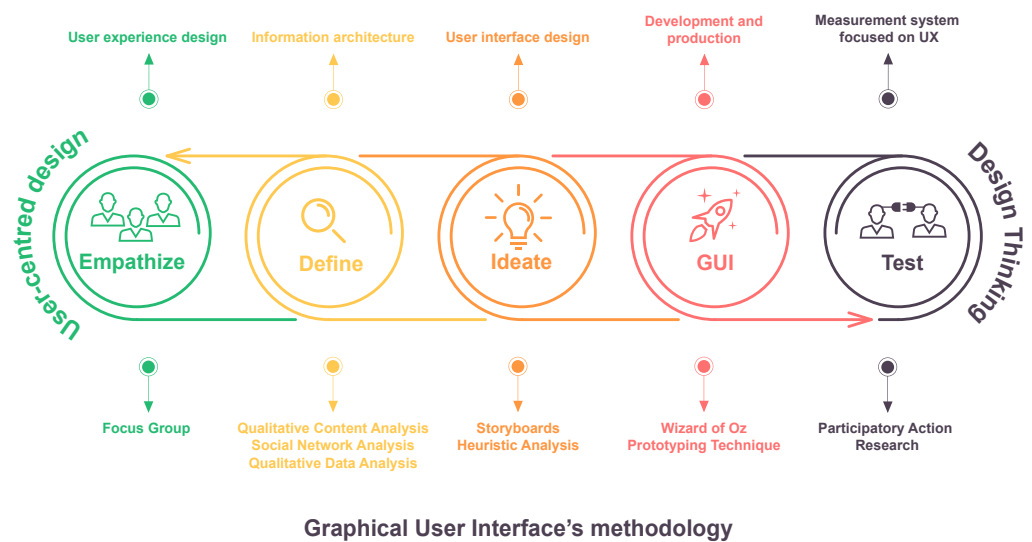 User experience design
Information architecture
User interface design
Development and
production
Measurement system
focused on UX
User-centred design
Design Thinking
Empathize
Define
Ideate
GUI
Test
Focus Group
Qualitative Content Analysis
Social Network Analysis
Qualitative Data Analysis
Storyboards
Heuristic Analysis
Wizard of Oz
Prototyping Technique
Participatory Action
Research
Graphical User Interface's methodology